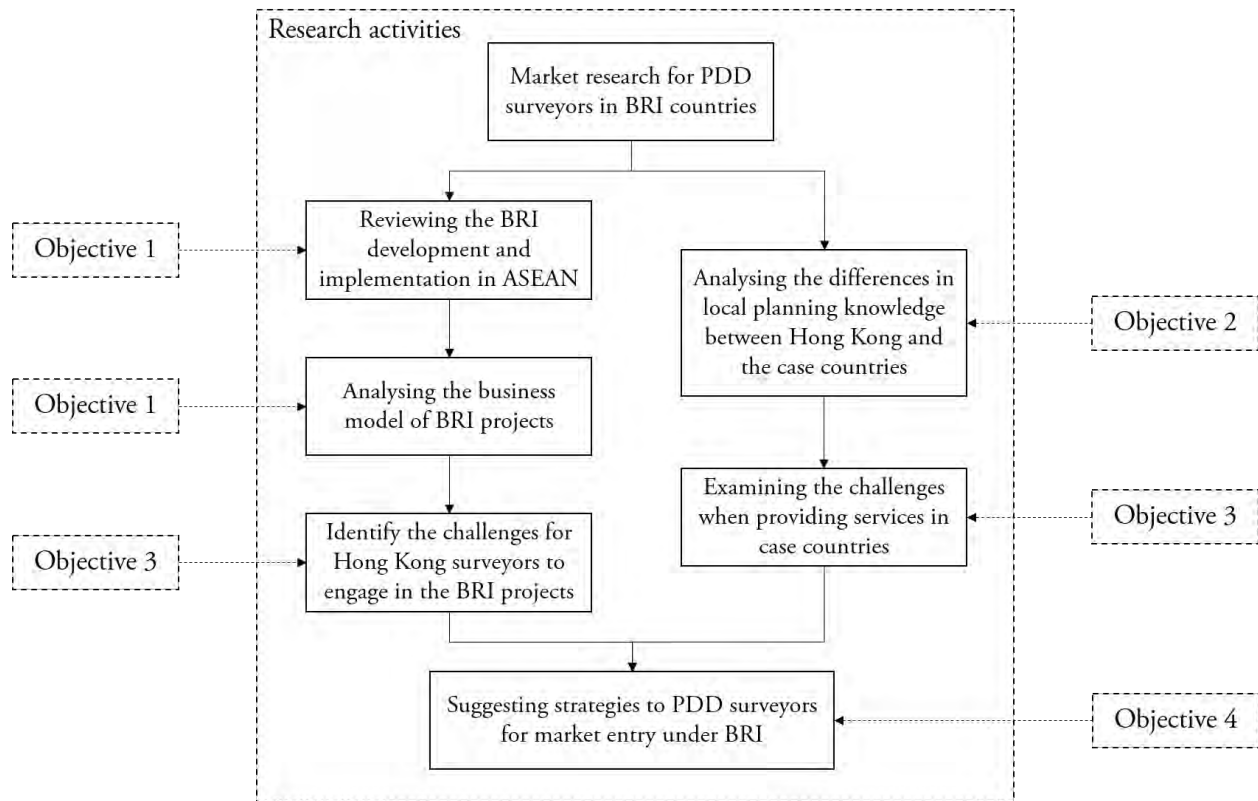 Research activities
Market research for PDD
surveyors in BRI countries
Objective 1
Reviewing the BRI
development and
implementation in ASEAN
Analysing the differences in
local planning knowledge
between Hong Kong and
the case countries
Objective 2
Objective 1
Analysing the business
model of BRI projects
Examining the challenges
when providing services in
case countries
Objective 3
Objective 3
Identify the challenges for
Hong Kong surveyors to
engage in the BRI projects
Suggesting strategies to PDD surveyors
for market entry under BRI
Objective 4